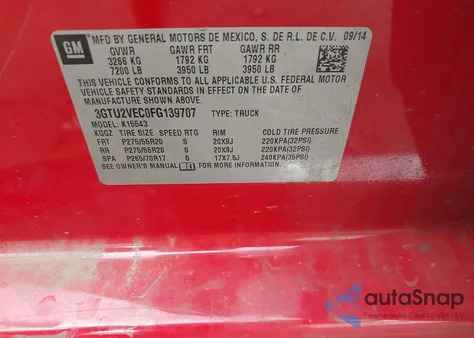 GM
MFD BY GENERAL MOTORS DE MEXICO, S. DE R.L. DE C.V. 09/14
GVWR GAWR FRT GAWR RR
3266 KG 1792 KG 1792 KG
7200 LB 3950 LB 3950 LB
THIS VEHICLE CONFORMS TO ALL APPLICABLE U.S. FEDERAL MOTOR
VEHICLE SAFETY STANDARDS IN EFFECT ON THE DATE OF
MANUFACTURE SHOWN ABOVE.
3GTU2VEC0FG139707 TYPE: TRUCK
MODEL: K15543
KQQZ TIRE SIZE SPEED RTG RIM COLD TIRE PRESSURE
FRT P275/55R20 S 20X9J 220KPA(32PSI)
RR P275/55R20 S 20X9J 220KPA(32PSI)
SPA P265/70R17 S 17X7.5J 240KPA(35PSI)
SEE OWNER'S MANUAL FOR MORE INFORMATION.
autoSnap